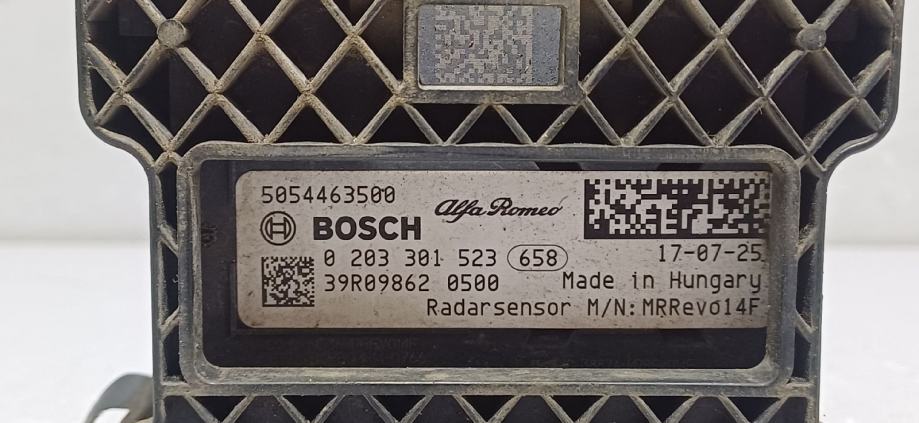 5054463500
Alfa Romeo
BOSCH
0 203 301 523 658
17-07-25
39R09862 0500
Made in Hungary
Radarsensor M/N: MRRevo14F